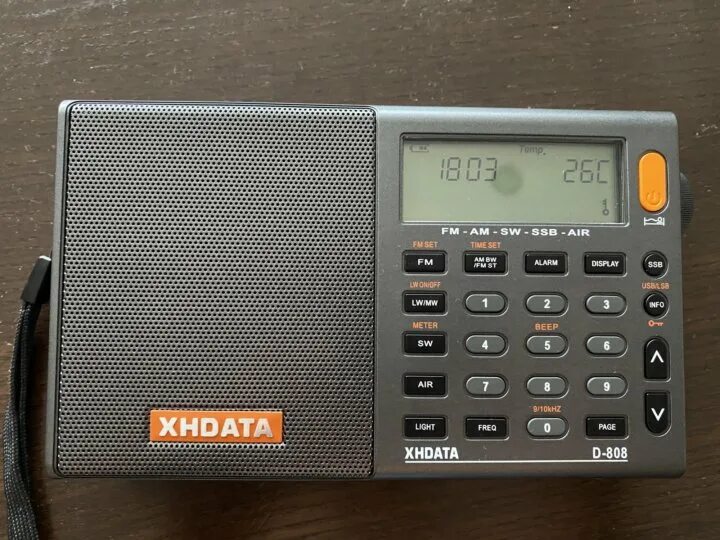 Temp.
1803 26C
FM - AM - SW - SSB - AIR
FM SET TIME SET
FM AM BW /FM ST ALARM DISPLAY SSB
LW ON/OFF USB/LSB
LW/MW 1 2 3 INFO
METER BEEP
SW 4 5 6
AIR 7 8 9
9/10kHZ
LIGHT FREQ 0 PAGE
XHDATA
XHDATA D-808